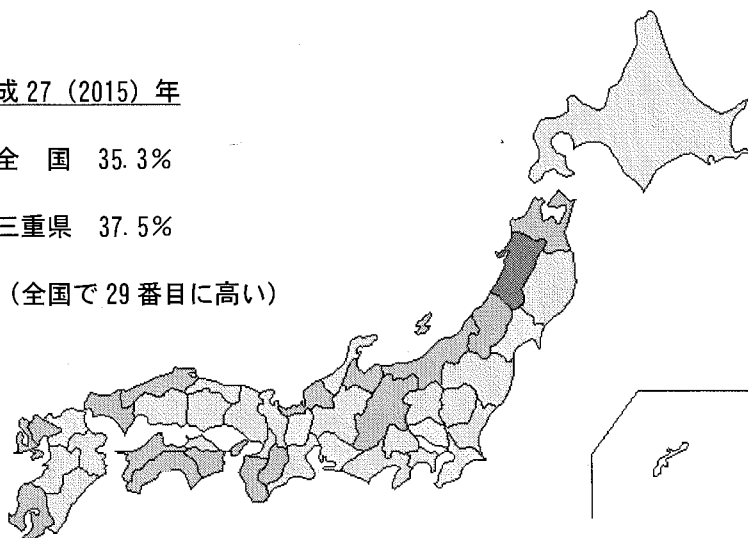 成 27 (2015) 年
全 国 35.3%
三重県 37.5%
(全国で 29 番目に高い)